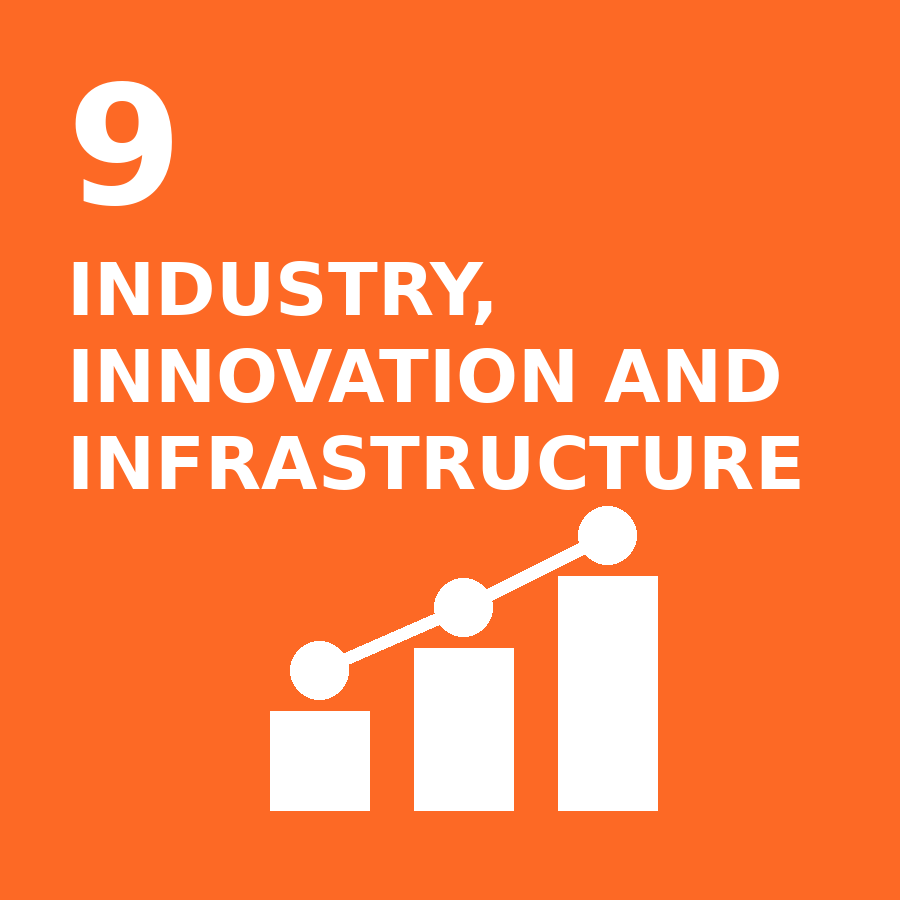 9
INDUSTRY,
INNOVATION AND
INFRASTRUCTURE